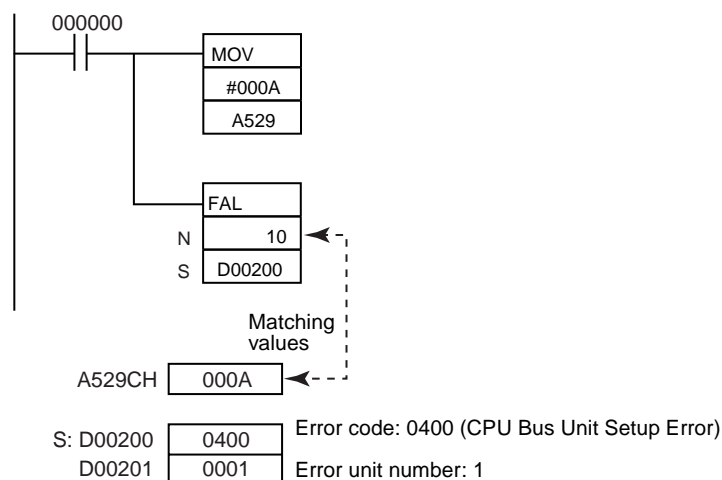 000000
MOV
#000A
A529
FAL
N 10
S D00200
Matching
values
A529CH 000A
S: D00200 0400 Error code: 0400 (CPU Bus Unit Setup Error)
D00201 0001 Error unit number: 1